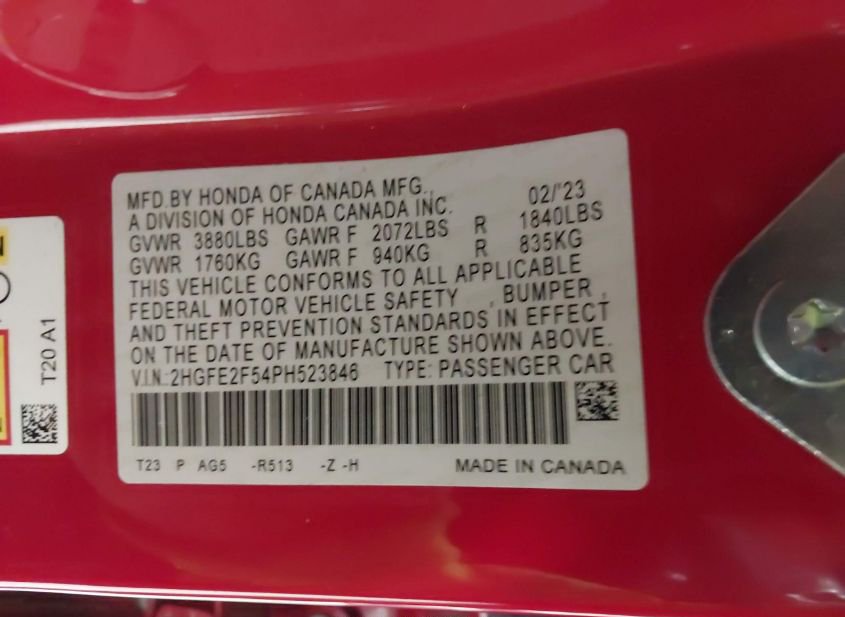 MFD.BY HONDA OF CANADA MFG., 02/'23
A DIVISION OF HONDA CANADA INC.
GVWR 3880LBS GAWR F 2072LBS R 1840LBS
GVWR 1760KG GAWR F 940KG R 835KG
THIS VEHICLE CONFORMS TO ALL APPLICABLE
FEDERAL MOTOR VEHICLE SAFETY , BUMPER ,
AND THEFT PREVENTION STANDARDS IN EFFECT
ON THE DATE OF MANUFACTURE SHOWN ABOVE.
V.I.N.:2HGFE2F54PH523846 TYPE: PASSENGER CAR
T23 P AG5 -R513 -Z -H MADE IN CANADA
T20 A1